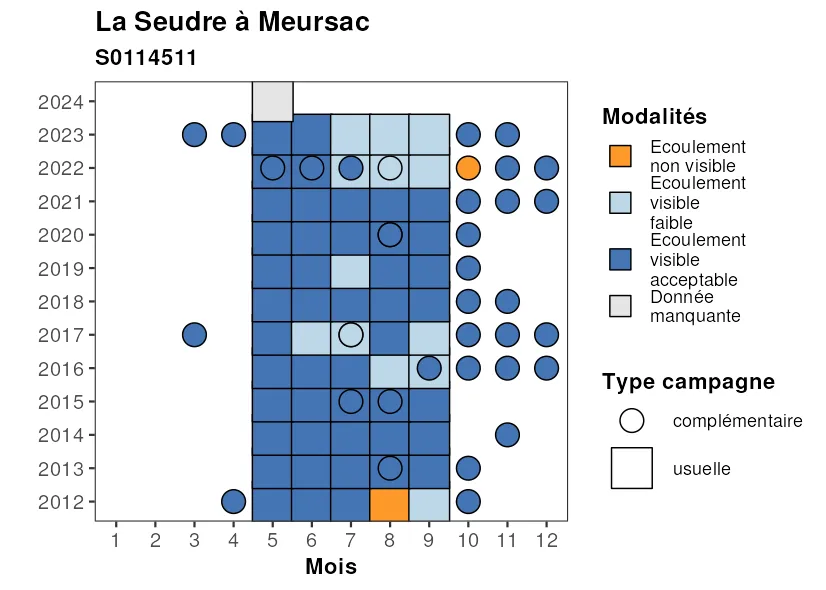 La Seudre à Meursac
S0114511
2024
2023
2022
2021
2020
2019
2018
2017
2016
2015
2014
2013
2012
1 2 3 4 5 6 7 8 9 10 11 12
Mois
Modalités
Ecoulement
non visible
Ecoulement
visible
faible
Ecoulement
visible
acceptable
Donnée
manquante
Type campagne
complémentaire
usuelle